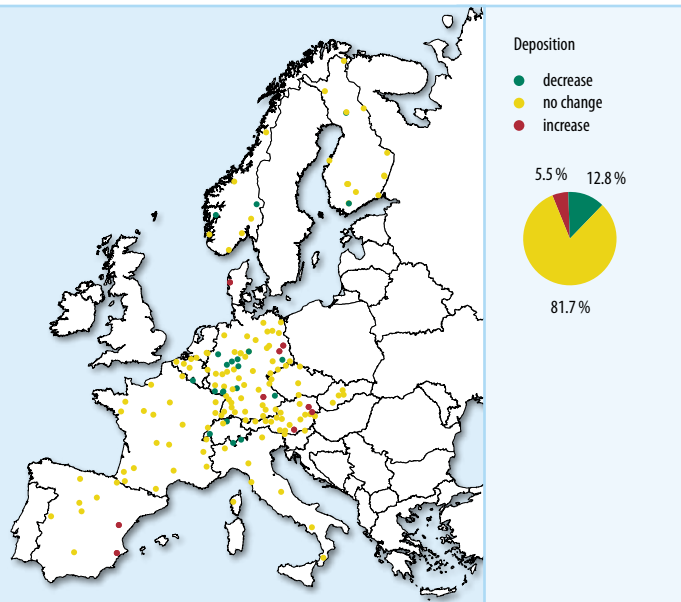 Deposition
decrease
no change
increase
5.5 % 12.8 %
81.7 %